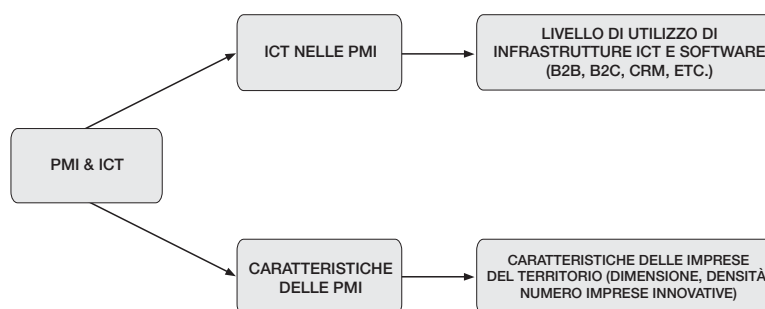 ICT NELLE PMI
LIVELLO DI UTILIZZO DI
INFRASTRUTTURE ICT E SOFTWARE
(B2B, B2C, CRM, ETC.)
PMI & ICT
CARATTERISTICHE
DELLE PMI
CARATTERISTICHE DELLE IMPRESE
DEL TERRITORIO (DIMENSIONE, DENSITÀ
NUMERO IMPRESE INNOVATIVE)